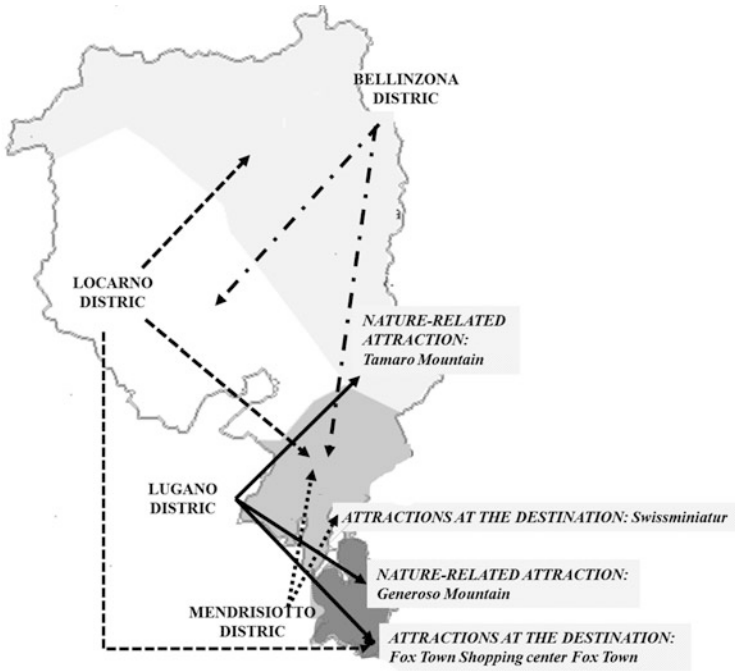 BELLINZONA
DISTRIC
LOCARNO
DISTRIC
NATURE-RELATED
ATTRACTION:
Tamaro Mountain
LUGANO
DISTRIC
ATTRACTIONS AT THE DESTINATION: Swissminiatur
NATURE-RELATED ATTRACTION:
Generoso Mountain
MENDRISIOTTO
DISTRIC
ATTRACTIONS AT THE DESTINATION:
Fox Town Shopping center Fox Town